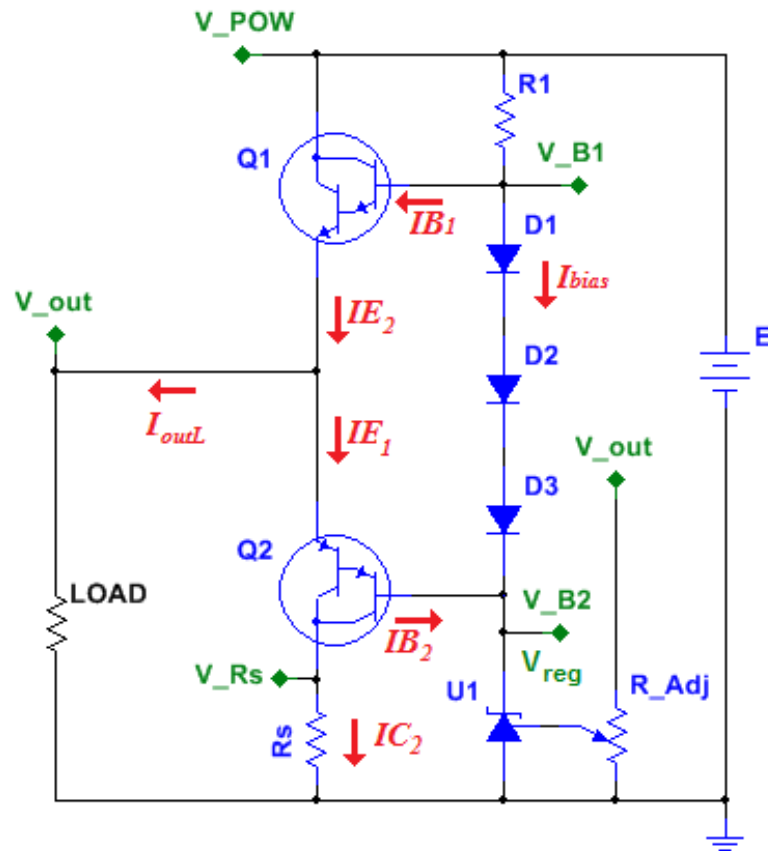 V_POW
R1
Q1
V_B1
IB1
D1
Ibias
V_out
IE2
E
D2
IoutL
IE1
V_out
D3
Q2
LOAD
V_B2
IB2
Vreg
V_Rs
U1
R_Adj
Rs
IC2